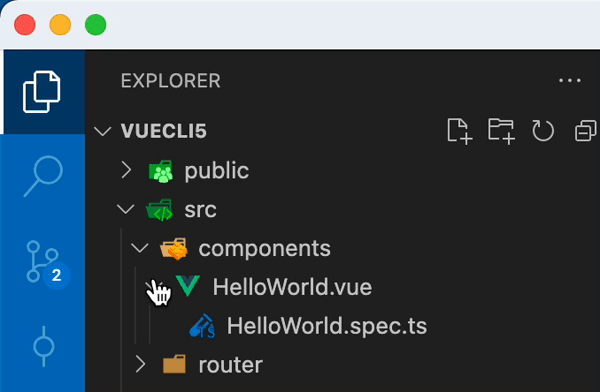 EXPLORER
VUECLI5
public
src
components
2
HelloWorld.vue
HelloWorld.spec.ts
router